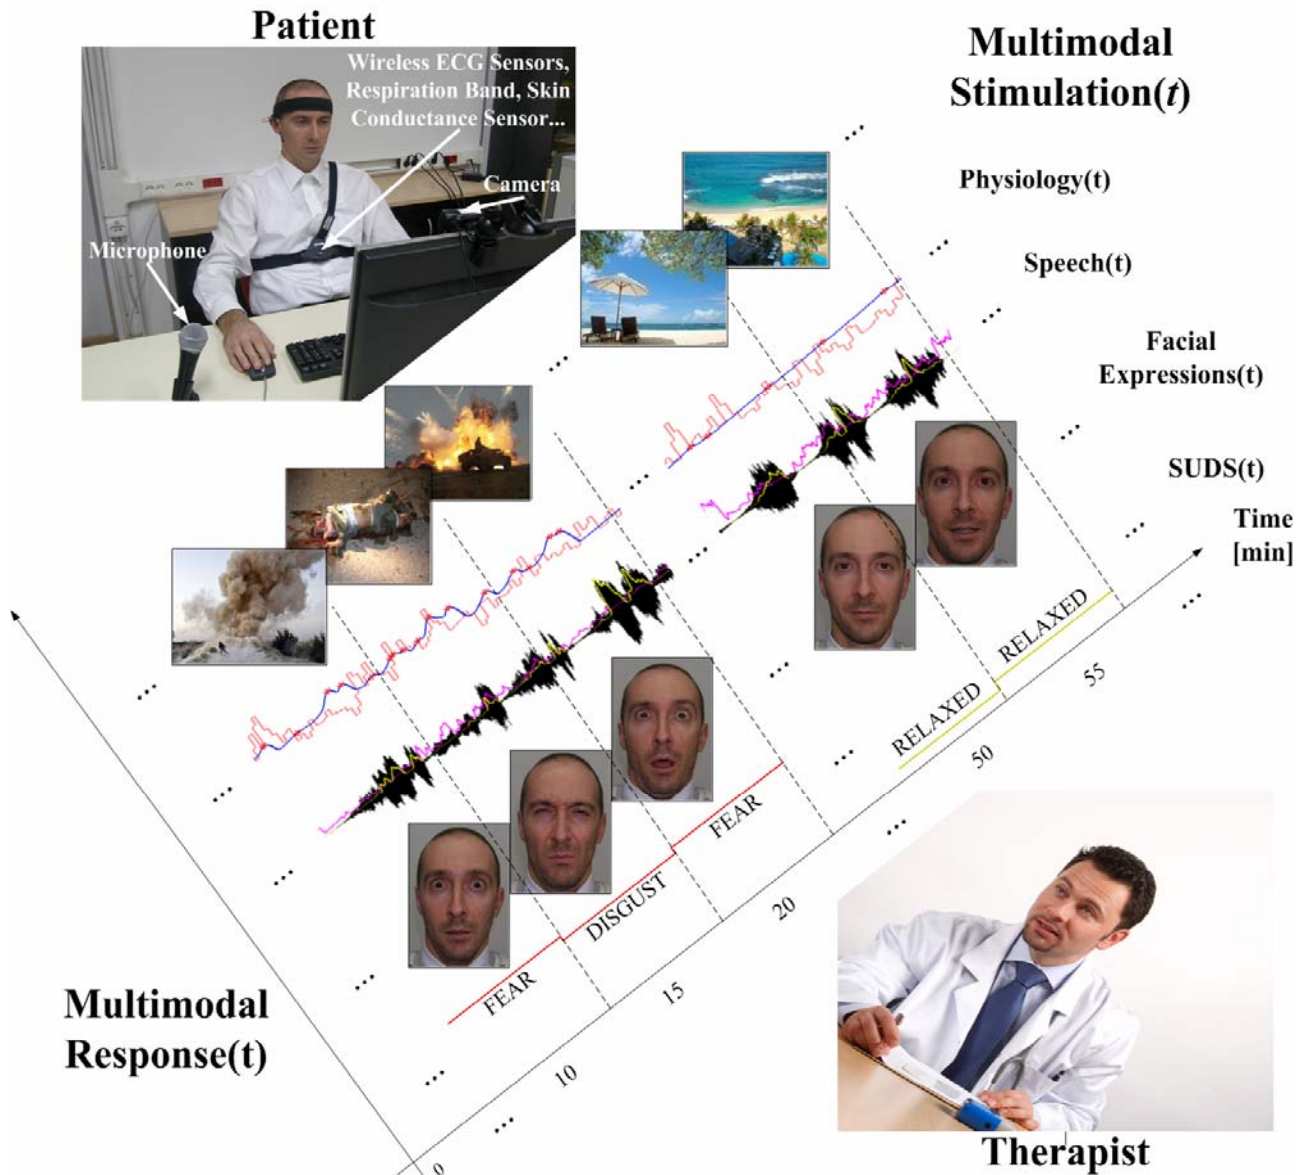 Patient
Wireless ECG Sensors,
Respiration Band, Skin
Conductance Sensor...
Camera
Microphone
Multimodal
Stimulation(t)
Physiology(t)
Speech(t)
Facial
Expressions(t)
SUDS(t)
Time
[min]
RELAXED
RELAXED
55
50
FEAR
DISGUST
FEAR
20
15
10
0
Multimodal
Response(t)
Therapist